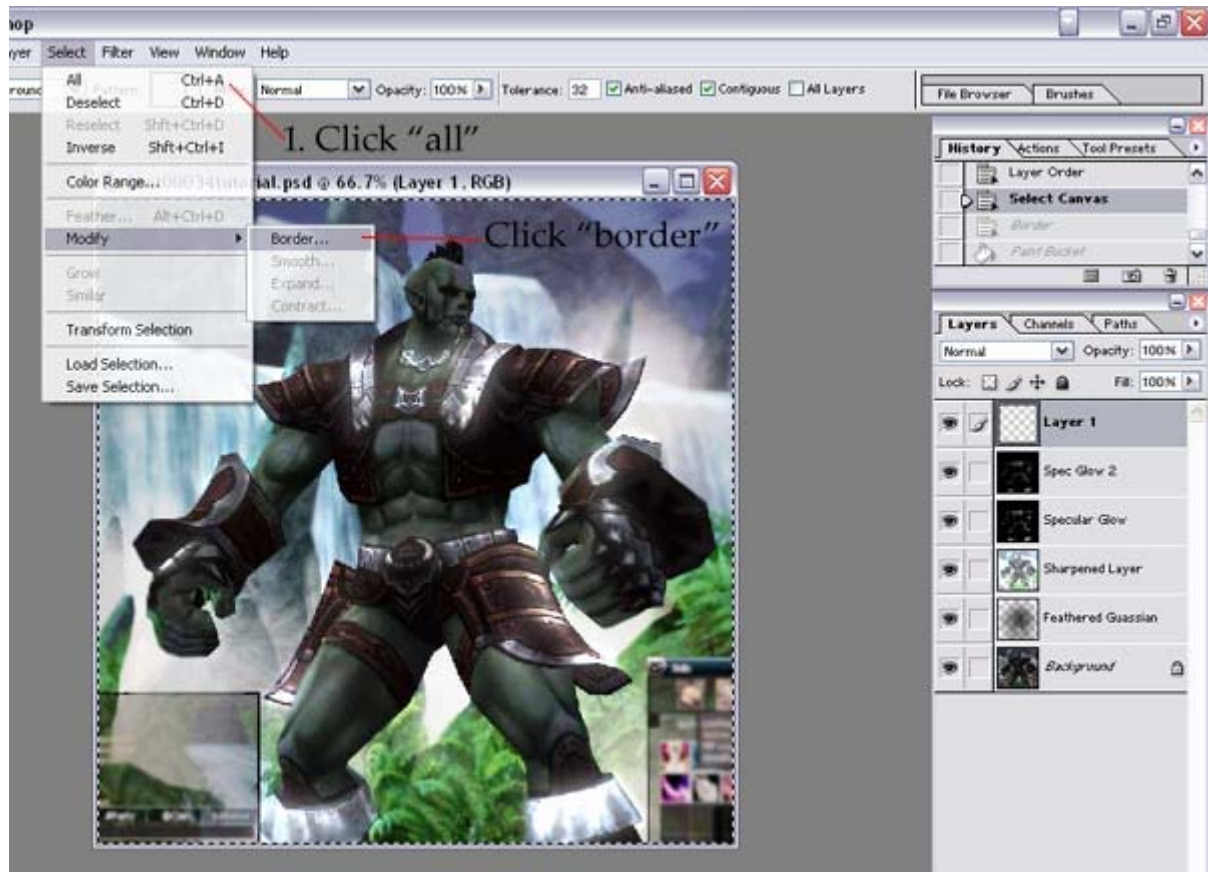 hop
yer Select Filter View Window Help
All Ctrl+A
Deselect Ctrl+D
Reselect Shft+Ctrl+D
Inverse Shft+Ctrl+I
Color Range...
Feather... Alt+Ctrl+D
Modify
Grow
Similar
Transform Selection
Load Selection...
Save Selection...
Border...
Smooth...
Expand...
Contract...
Normal Opacity: 100% Tolerance: 32 Anti-aliased Contiguous All Layers
File Browser Brushes
1. Click “all”
Click “border”
ial.psd @ 66.7% (Layer 1, RGB)
History Actions Tool Presets
Layer Order
Select Canvas
Border
Paint Bucket
Layers Channels Paths
Normal Opacity: 100%
Lock: Fill: 100%
Layer 1
Spec Glow 2
Specular Glow
Sharpened Layer
Feathered Guassian
Background